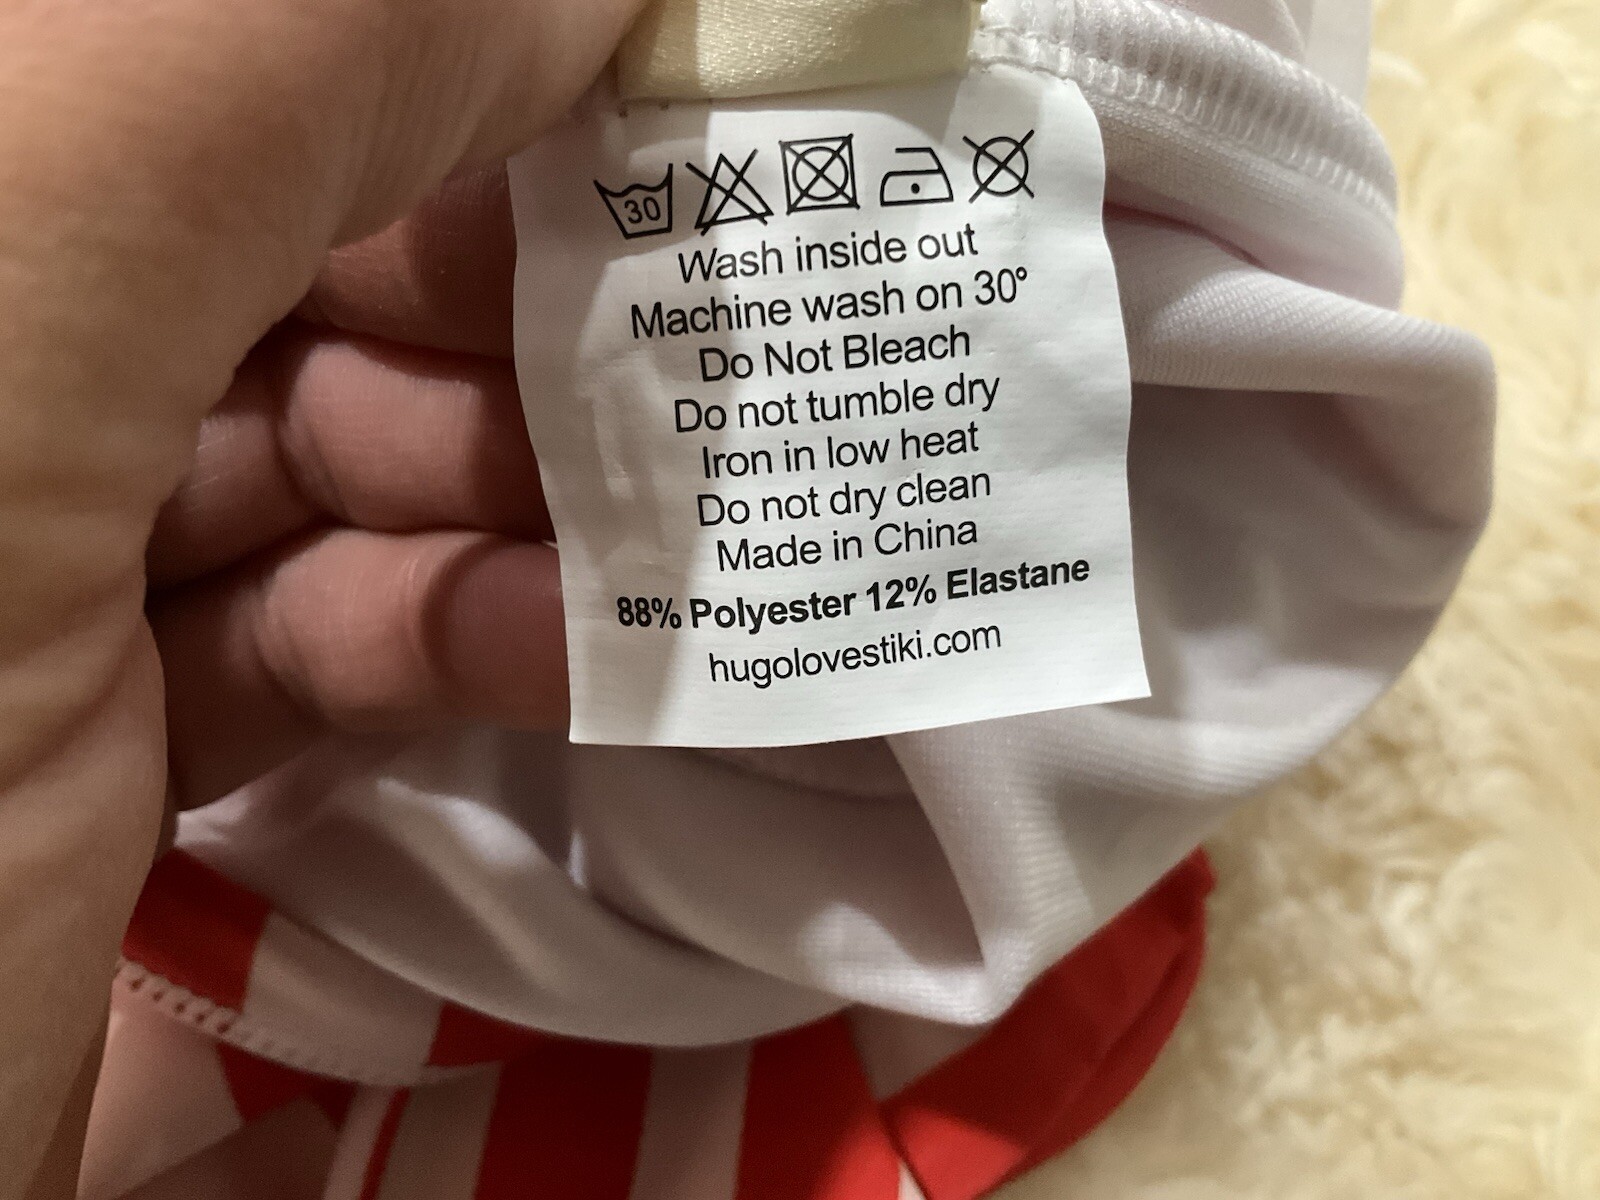 30
Wash inside out
Machine wash on 30°
Do Not Bleach
Do not tumble dry
Iron in low heat
Do not dry clean
Made in China
88% Polyester 12% Elastane
hugolovestiki.com